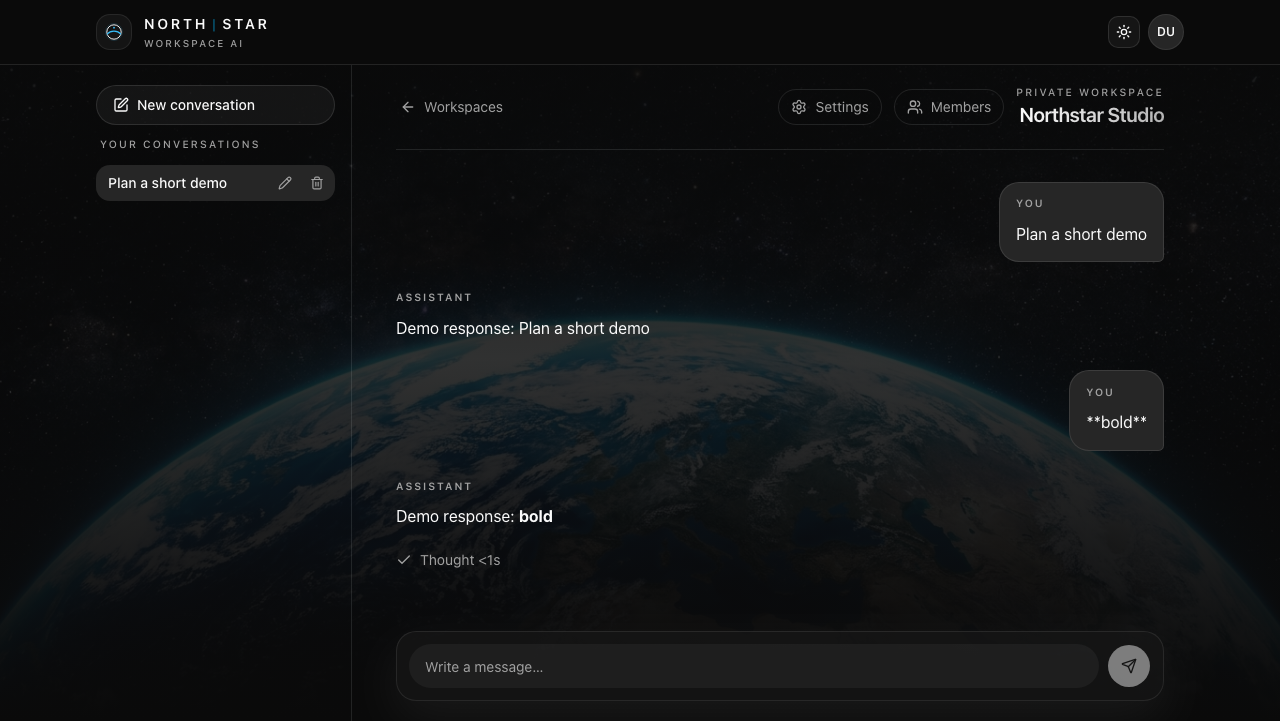 NORTH | STAR
WORKSPACE AI
DU
New conversation
YOUR CONVERSATIONS
Plan a short demo
Workspaces
Settings
Members
PRIVATE WORKSPACE
Northstar Studio
YOU
Plan a short demo
ASSISTANT
Demo response: Plan a short demo
YOU
**bold**
ASSISTANT
Demo response: bold
Thought <1s
Write a message...